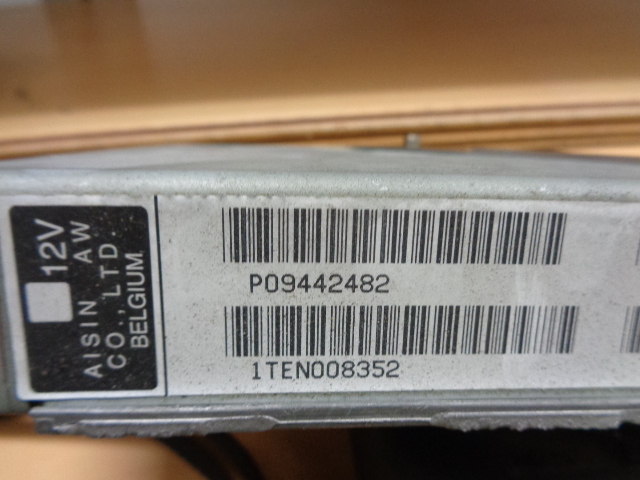 12V
AISIN AW
CO., LTD.
BELGIUM
P09442482
1TEN008352